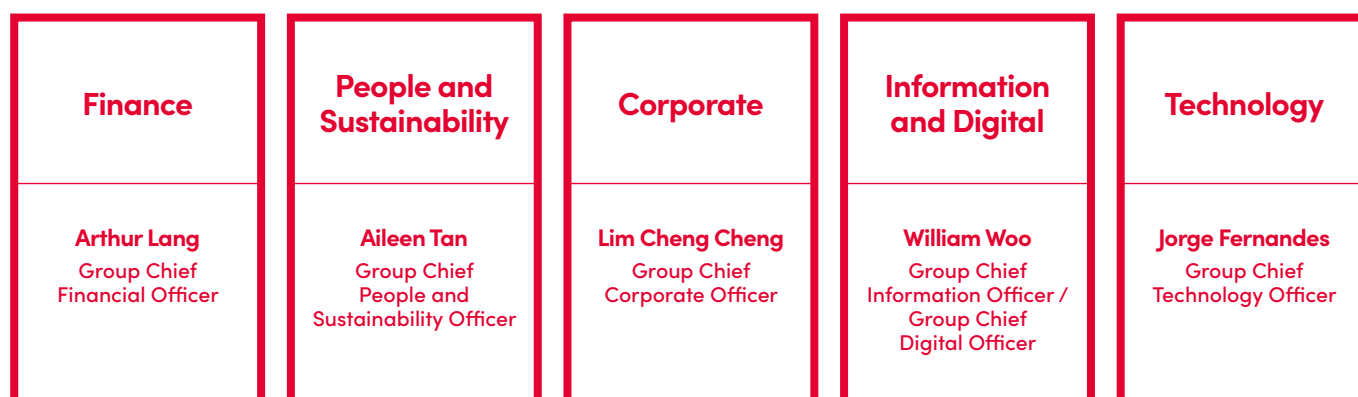 Finance
People and
Sustainability
Corporate
Information
and Digital
Technology
Arthur Lang
Group Chief
Financial Officer
Aileen Tan
Group Chief
People and
Sustainability Officer
Lim Cheng Cheng
Group Chief
Corporate Officer
William Woo
Group Chief
Information Officer /
Group Chief
Digital Officer
Jorge Fernandes
Group Chief
Technology Officer